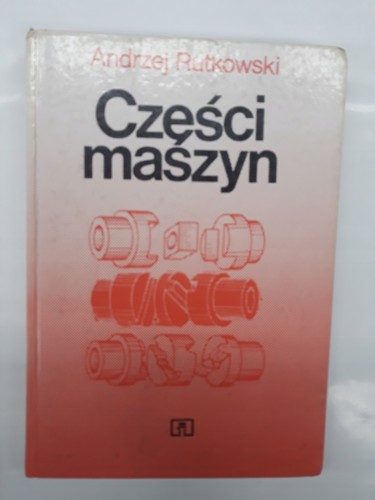 Andrzej Rutkowski
Części
maszyn